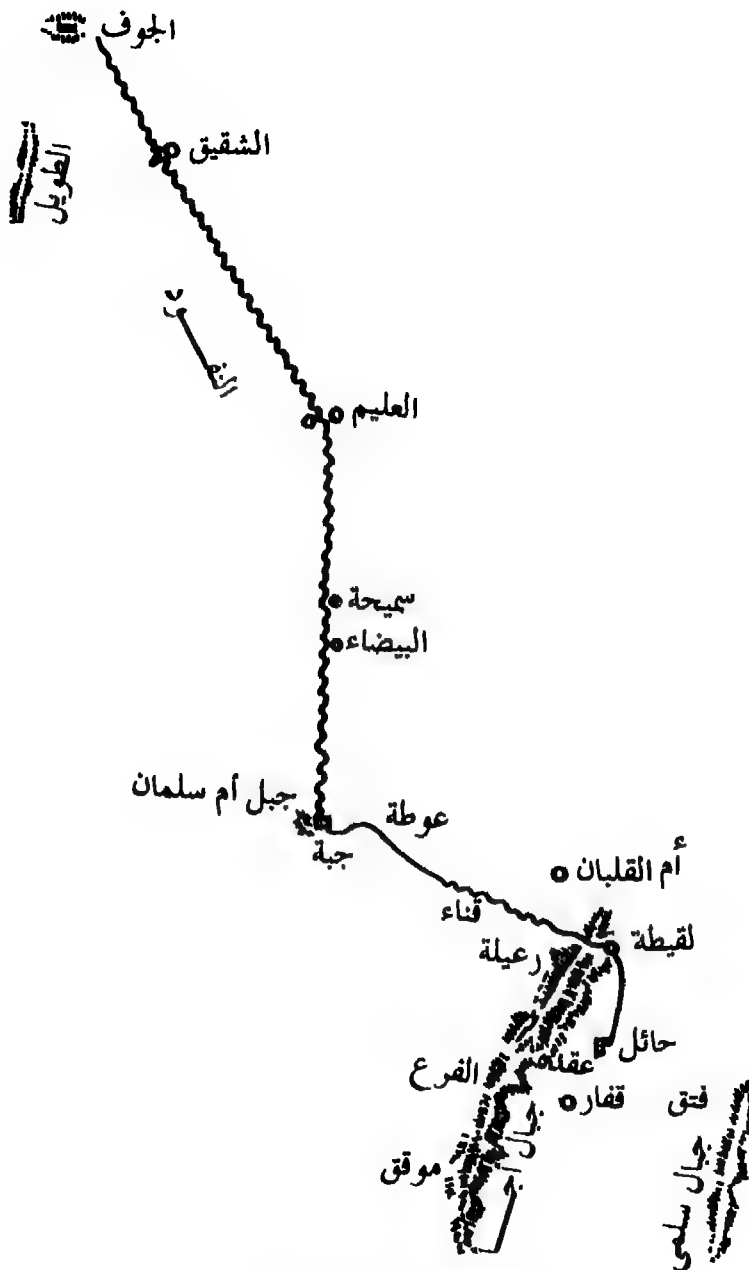 الجوف
الشقيق
الطويل
العليم
سميحة
البيضاء
جبل أم سلمان
عوطة
جبة
أم القلبان
قناء
لقيطة
رعيلة
حائل
عقدة
الفرع
قفار
فتق
جبال
جبال سلمى
موقق